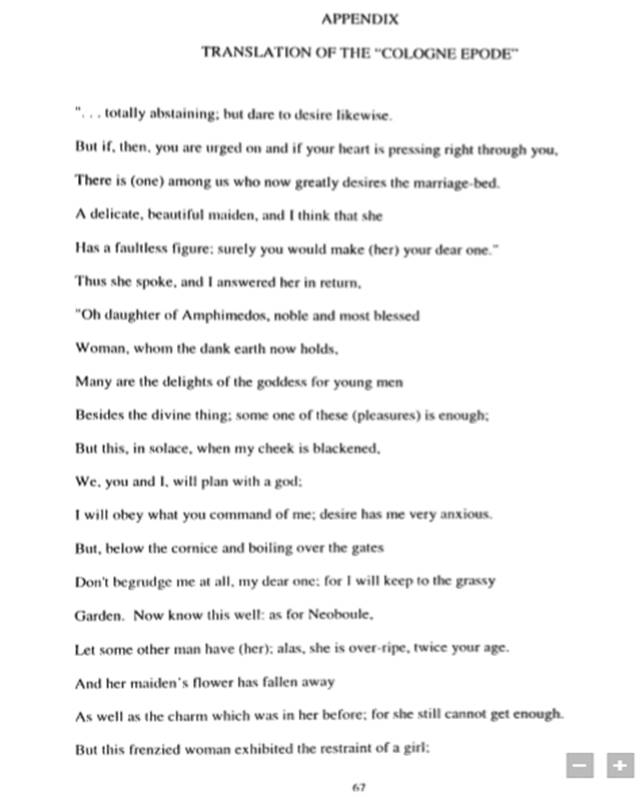 APPENDIX
TRANSLATION OF THE "COLOGNE EPODE"
". . . totally abstaining; but dare to desire likewise.
But if, then, you are urged on and if your heart is pressing right through you,
There is (one) among us who now greatly desires the marriage-bed.
A delicate, beautiful maiden, and I think that she
Has a faultless figure; surely you would make (her) your dear one."
Thus she spoke, and I answered her in return,
"Oh daughter of Amphimedos, noble and most blessed
Woman, whom the dank earth now holds,
Many are the delights of the goddess for young men
Besides the divine thing; some one of these (pleasures) is enough;
But this, in solace, when my cheek is blackened,
We, you and I, will plan with a god;
I will obey what you command of me; desire has me very anxious.
But, below the cornice and boiling over the gates
Don't begrudge me at all, my dear one; for I will keep to the grassy
Garden. Now know this well: as for Neoboule,
Let some other man have (her); alas, she is over-ripe, twice your age.
And her maiden's flower has fallen away
As well as the charm which was in her before; for she still cannot get enough.
But this frenzied woman exhibited the restraint of a girl;
67